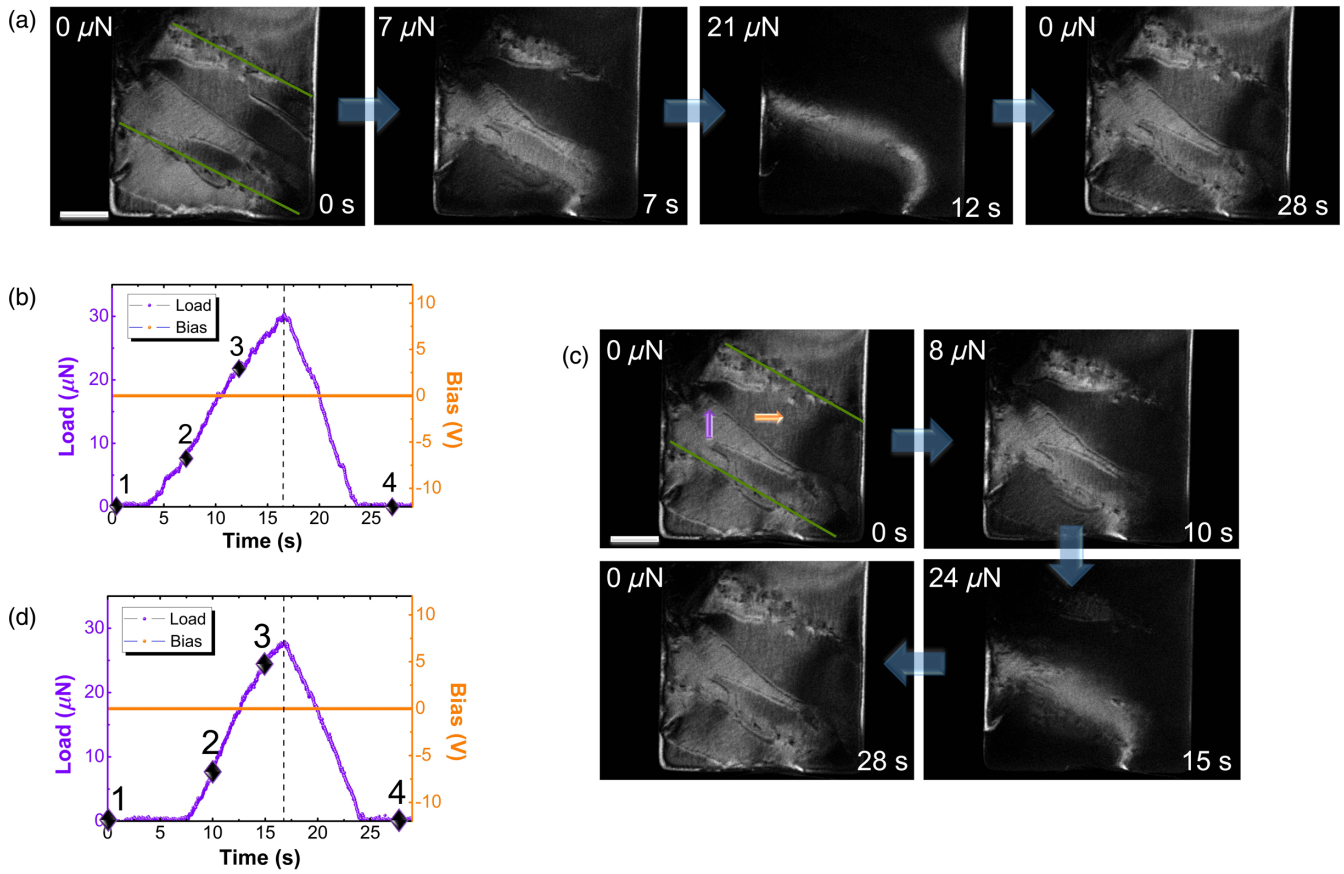 (a)
0 µN
0 s
7 µN
7 s
21 µN
12 s
0 µN
28 s
(b)
Load
Bias
Load (µN)
30
20
10
0
Bias (V)
10
5
0
-5
-10
1
2
3
4
0 5 10 15 20 25
Time (s)
(c)
0 µN
0 s
8 µN
10 s
0 µN
28 s
24 µN
15 s
(d)
Load
Bias
Load (µN)
30
20
10
0
Bias (V)
10
5
0
-5
-10
1
2
3
4
0 5 10 15 20 25
Time (s)